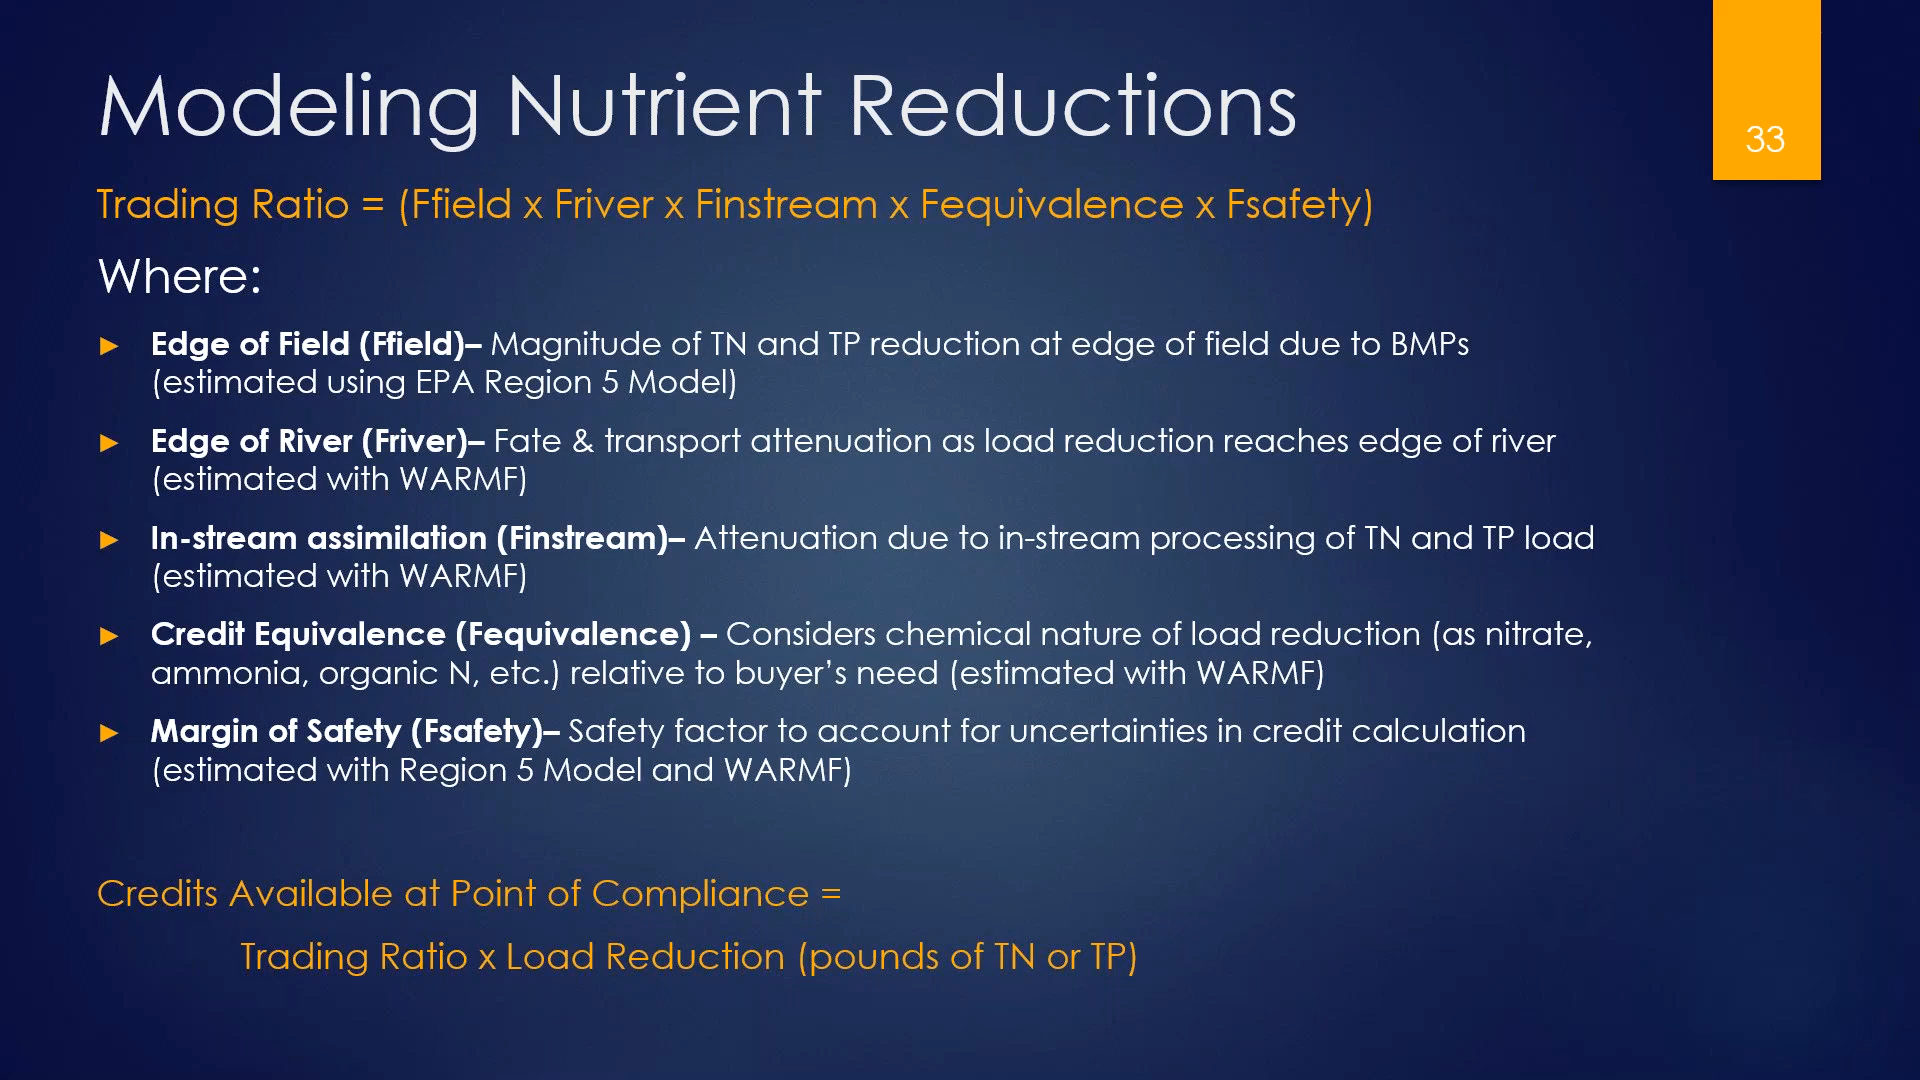 Modeling Nutrient Reductions
33
Trading Ratio = (Ffield x Friver x Finstream x Fequivalence x Fsafety)
Where:
► Edge of Field (Ffield)– Magnitude of TN and TP reduction at edge of field due to BMPs
(estimated using EPA Region 5 Model)
► Edge of River (Friver)– Fate & transport attenuation as load reduction reaches edge of river
(estimated with WARMF)
► In-stream assimilation (Finstream)– Attenuation due to in-stream processing of TN and TP load
(estimated with WARMF)
► Credit Equivalence (Fequivalence) – Considers chemical nature of load reduction (as nitrate,
ammonia, organic N, etc.) relative to buyer’s need (estimated with WARMF)
► Margin of Safety (Fsafety)– Safety factor to account for uncertainties in credit calculation
(estimated with Region 5 Model and WARMF)
Credits Available at Point of Compliance =
Trading Ratio x Load Reduction (pounds of TN or TP)